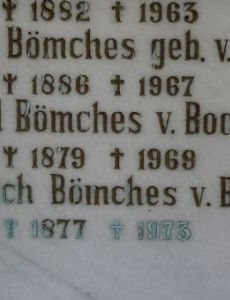 ᛉ 1882 † 1963
Bömches geb. v.
ᛉ 1886 † 1967
Bömches v. Boo
ᛉ 1879 † 1969
ch Bömches v. B
ᛉ 1877 † 1973